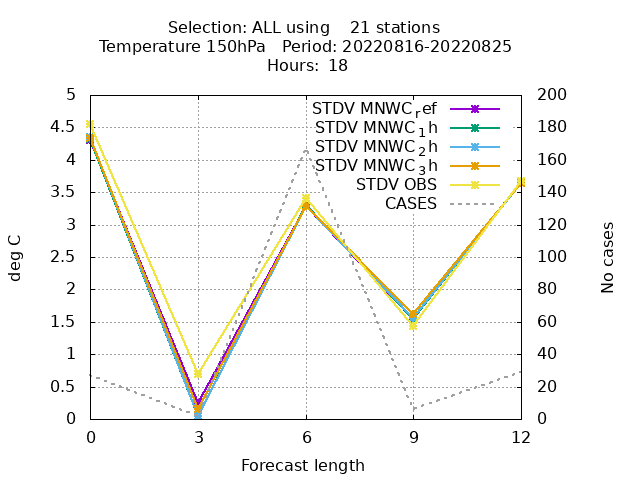 Selection: ALL using    21 stations
Temperature 150hPa   Period: 20220816-20220825
Hours:  18
STDV MNWC_ref
STDV MNWC_1h
STDV MNWC_2h
STDV MNWC_3h
STDV OBS
CASES
5
4.5
4
3.5
3
2.5
2
1.5
1
0.5
0
deg C
200
180
160
140
120
100
80
60
40
20
0
No cases
0 3 6 9 12
Forecast length